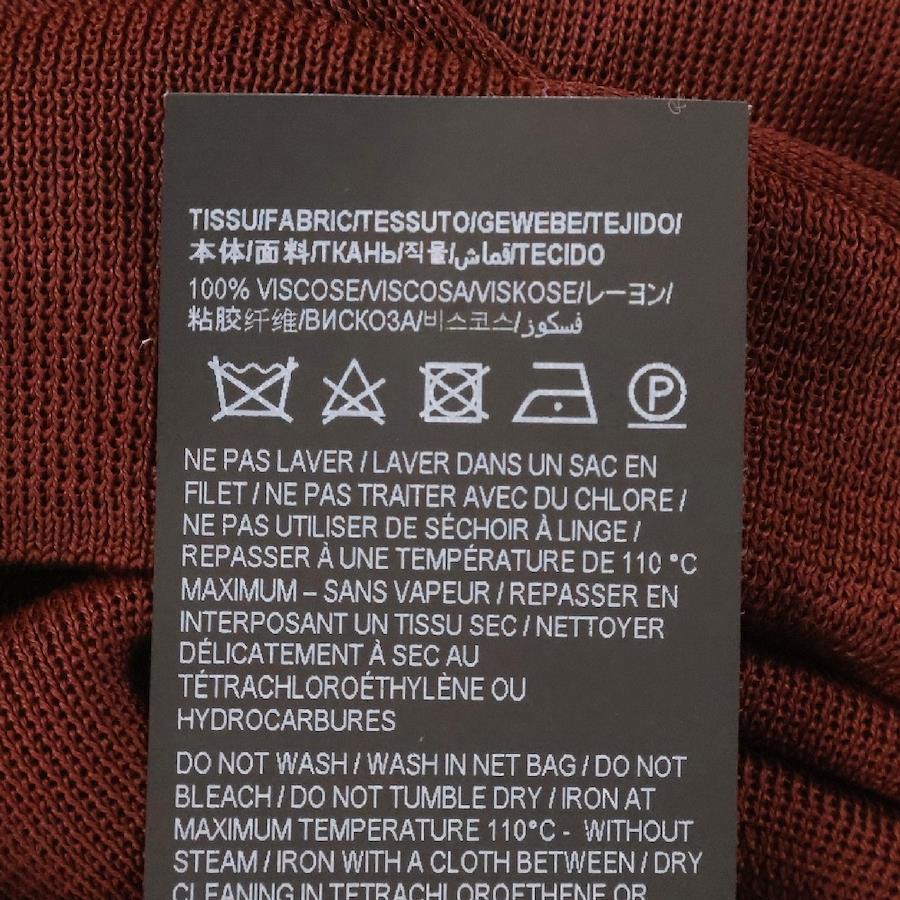 TISSU/FABRIC/TESSUTO/GEWEBE/TEJIDO/
本体/面料/ТКАНЬ/직물/قماش/TECIDO
100% VISCOSE/VISCOSA/VISKOSE/レーヨン/
粘胶纤维/ВИСКОЗА/비스코스/فسكوز
P
NE PAS LAVER / LAVER DANS UN SAC EN
FILET / NE PAS TRAITER AVEC DU CHLORE /
NE PAS UTILISER DE SÉCHOIR À LINGE /
REPASSER À UNE TEMPÉRATURE DE 110 °C
MAXIMUM – SANS VAPEUR / REPASSER EN
INTERPOSANT UN TISSU SEC / NETTOYER
DÉLICATEMENT À SEC AU
TÉTRACHLOROÉTHYLÈNE OU
HYDROCARBURES
DO NOT WASH / WASH IN NET BAG / DO NOT
BLEACH / DO NOT TUMBLE DRY / IRON AT
MAXIMUM TEMPERATURE 110°C - WITHOUT
STEAM / IRON WITH A CLOTH BETWEEN / DRY
CLEANING IN TETRACHLOROETHENE OR